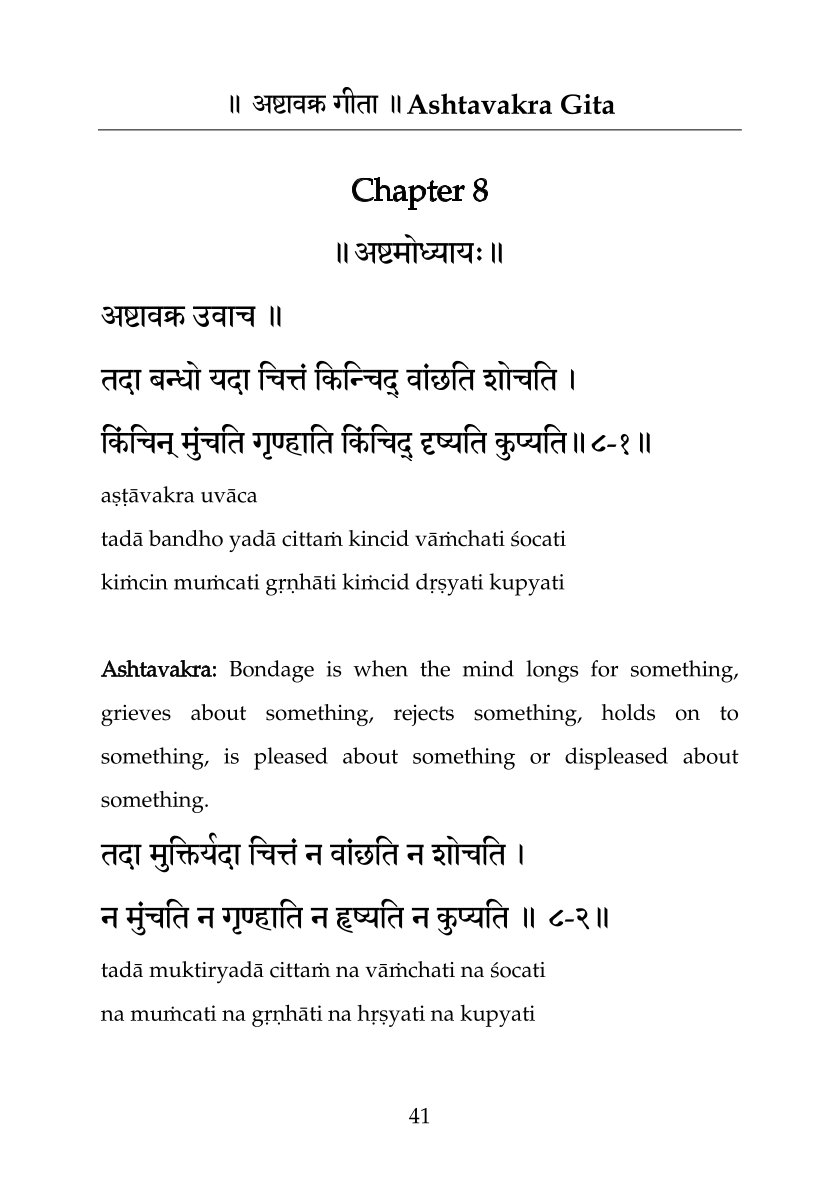 ॥ अष्टावक्र गीता ॥ Ashtavakra Gita
Chapter 8
॥ अष्टमोध्यायः ॥
अष्टावक्र उवाच ॥
तदा बन्धो यदा चित्तं किन्चिद् वांछति शोचति ।
किंचिन् मुंचति गृण्हाति किंचिद् दृष्यति कुप्यति॥ ८-१॥
aṣṭāvakra uvāca
tadā bandho yadā cittaṁ kincid vāṁchati śocati
kiṁcin muṁcati gṛṇhāti kiṁcid dṛṣyati kupyati
Ashtavakra: Bondage is when the mind longs for something,
grieves about something, rejects something, holds on to
something, is pleased about something or displeased about
something.
तदा मुक्तिर्यदा चित्तं न वांछति न शोचति ।
न मुंचति न गृण्हाति न हृष्यति न कुप्यति ॥ ८-२॥
tadā muktiryadā cittaṁ na vāṁchati na śocati
na muṁcati na gṛṇhāti na hṛṣyati na kupyati
41